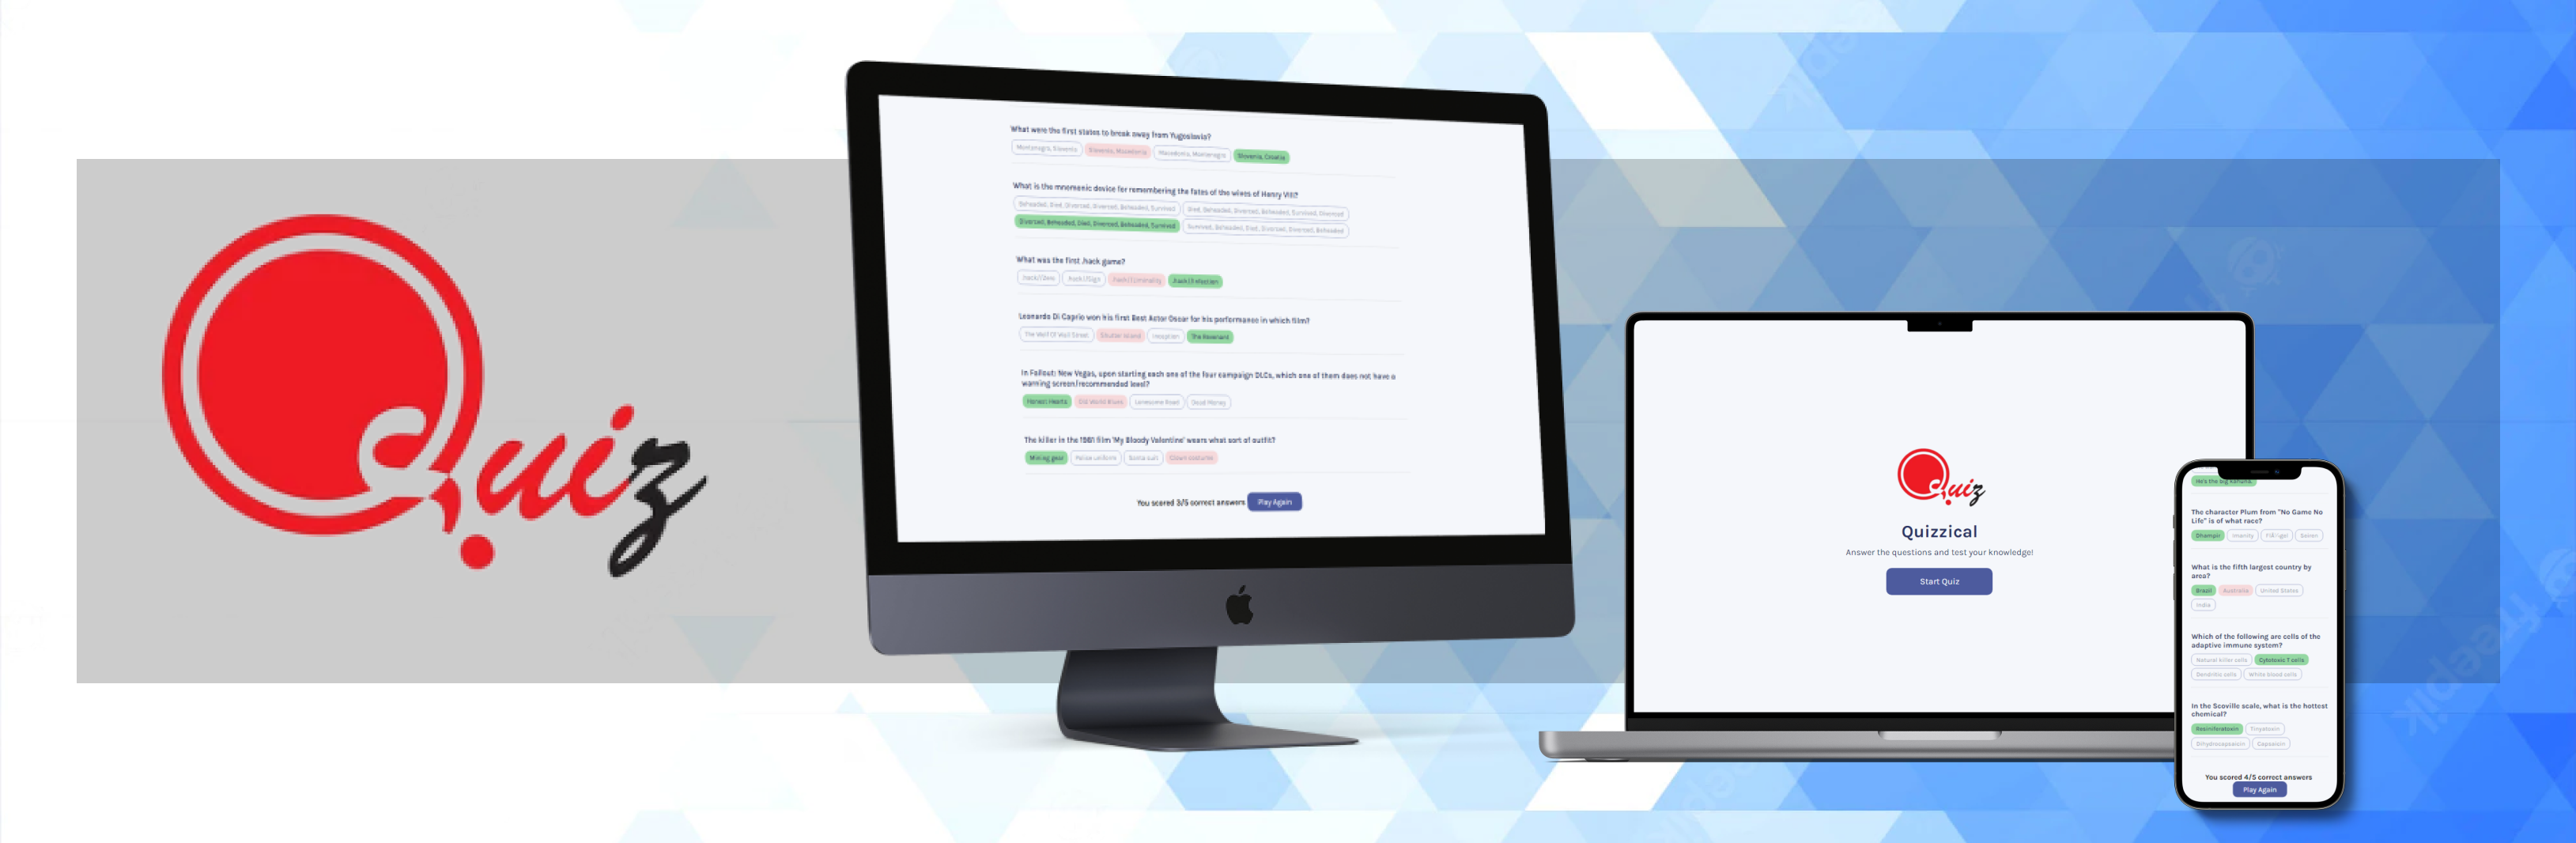 Quiz
What were the first states to break away from Yugoslavia?
Montenegro, Slovenia Slovenia, Macedonia Macedonia, Montenegro Slovenia, Croatia
What is the mnemonic device for remembering the fates of the wives of Henry VIII?
Beheaded, Died, Divorced, Divorced, Beheaded, Survived Died, Beheaded, Divorced, Beheaded, Survived, Divorced
Divorced, Beheaded, Died, Divorced, Beheaded, Survived Survived, Beheaded, Died, Divorced, Divorced, Beheaded
What was the first .hack game?
.hack//Zero .hack//Sign .hack//Liminality .hack//Infection
Leonardo Di Caprio won his first Best Actor Oscar for his performance in which film?
The Wolf Of Wall Street Shutter Island Inception The Revenant
In Fallout: New Vegas, upon starting each one of the four campaign DLCs, which one of them does not have a
warning screen/recommended level?
Honest Hearts Old World Blues Lonesome Road Dead Money
The killer in the 1981 film 'My Bloody Valentine' wears what sort of outfit?
Mining gear Police uniform Santa suit Clown costume
You scored 3/5 correct answers Play Again
Quiz
Quizzical
Answer the questions and test your knowledge!
Start Quiz
He's the big kahuna.
The character Plum from "No Game No
Life" is of what race?
Dhampir Imanity Seiren
What is the fifth largest country by
area?
Brazil Australia United States
India
Which of the following are cells of the
adaptive immune system?
Natural killer cells Cytotoxic T cells
Dendritic cells White blood cells
In the Scoville scale, what is the hottest
chemical?
Resiniferatoxin Tinyatoxin
Dihydrocapsaicin Capsaicin
You scored 4/5 correct answers
Play Again
freepik